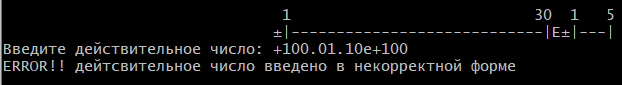 1                              30  1   5
±|----------------------------|E±|---|
Введите действительное число: +100.01.10e+100
ERROR!! дейтсвительное число введено в некорректной форме